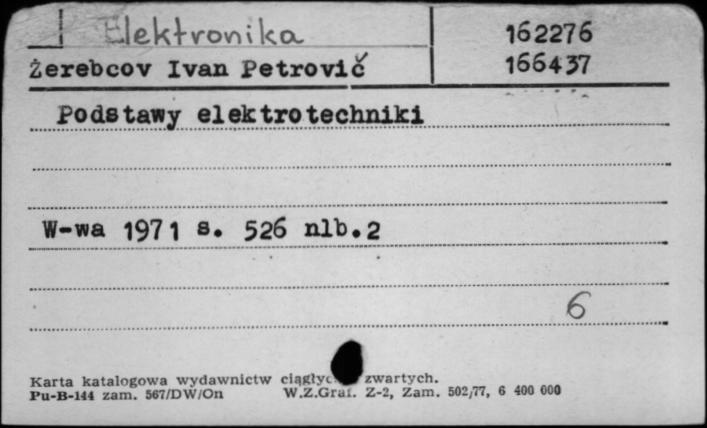 Elektronika 162276
Żerebcov Ivan Petrovič 166437
Podstawy elektrotechniki
W-wa 1971 s. 526 nlb.2
6
Karta katalogowa wydawnictw zwartych.
Pu-B-144 zam. 567/DW/On W.Z.Graf. Z-2, Zam. 502/77, 6 400 000